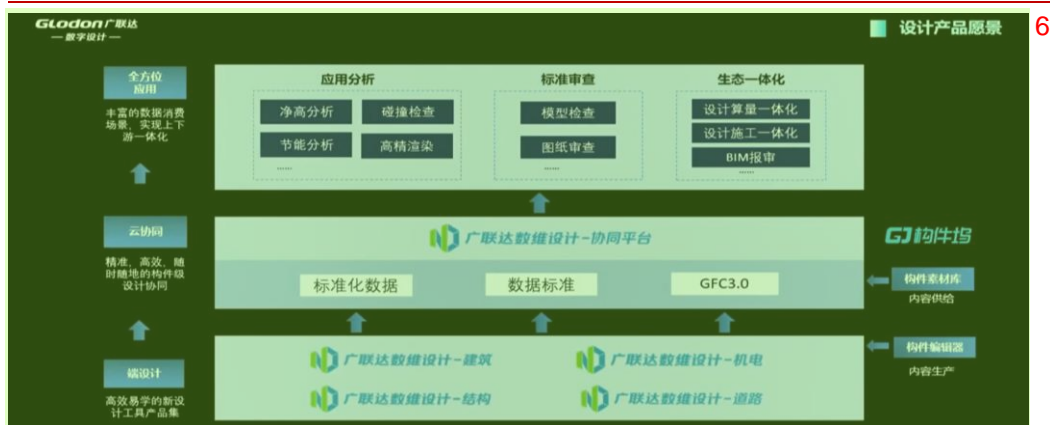 Glodon广联达
— 数字设计 —
设计产品愿景
6
全方位
应用
丰富的数据消费
场景，实现上下
游一体化
应用分析
净高分析
碰撞检查
节能分析
高精渲染
......
标准审查
模型检查
图纸审查
......
生态一体化
设计算量一体化
设计施工一体化
BIM报审
......
云协同
精准、高效、随
时随地的构件级
设计协同
广联达数维设计-协同平台
标准化数据
数据标准
GFC3.0
GJ构件坞
构件素材库
内容供给
端设计
高效易学的新设
计工具产品集
广联达数维设计-建筑
广联达数维设计-机电
广联达数维设计-结构
广联达数维设计-道路
构件编辑器
内容生产